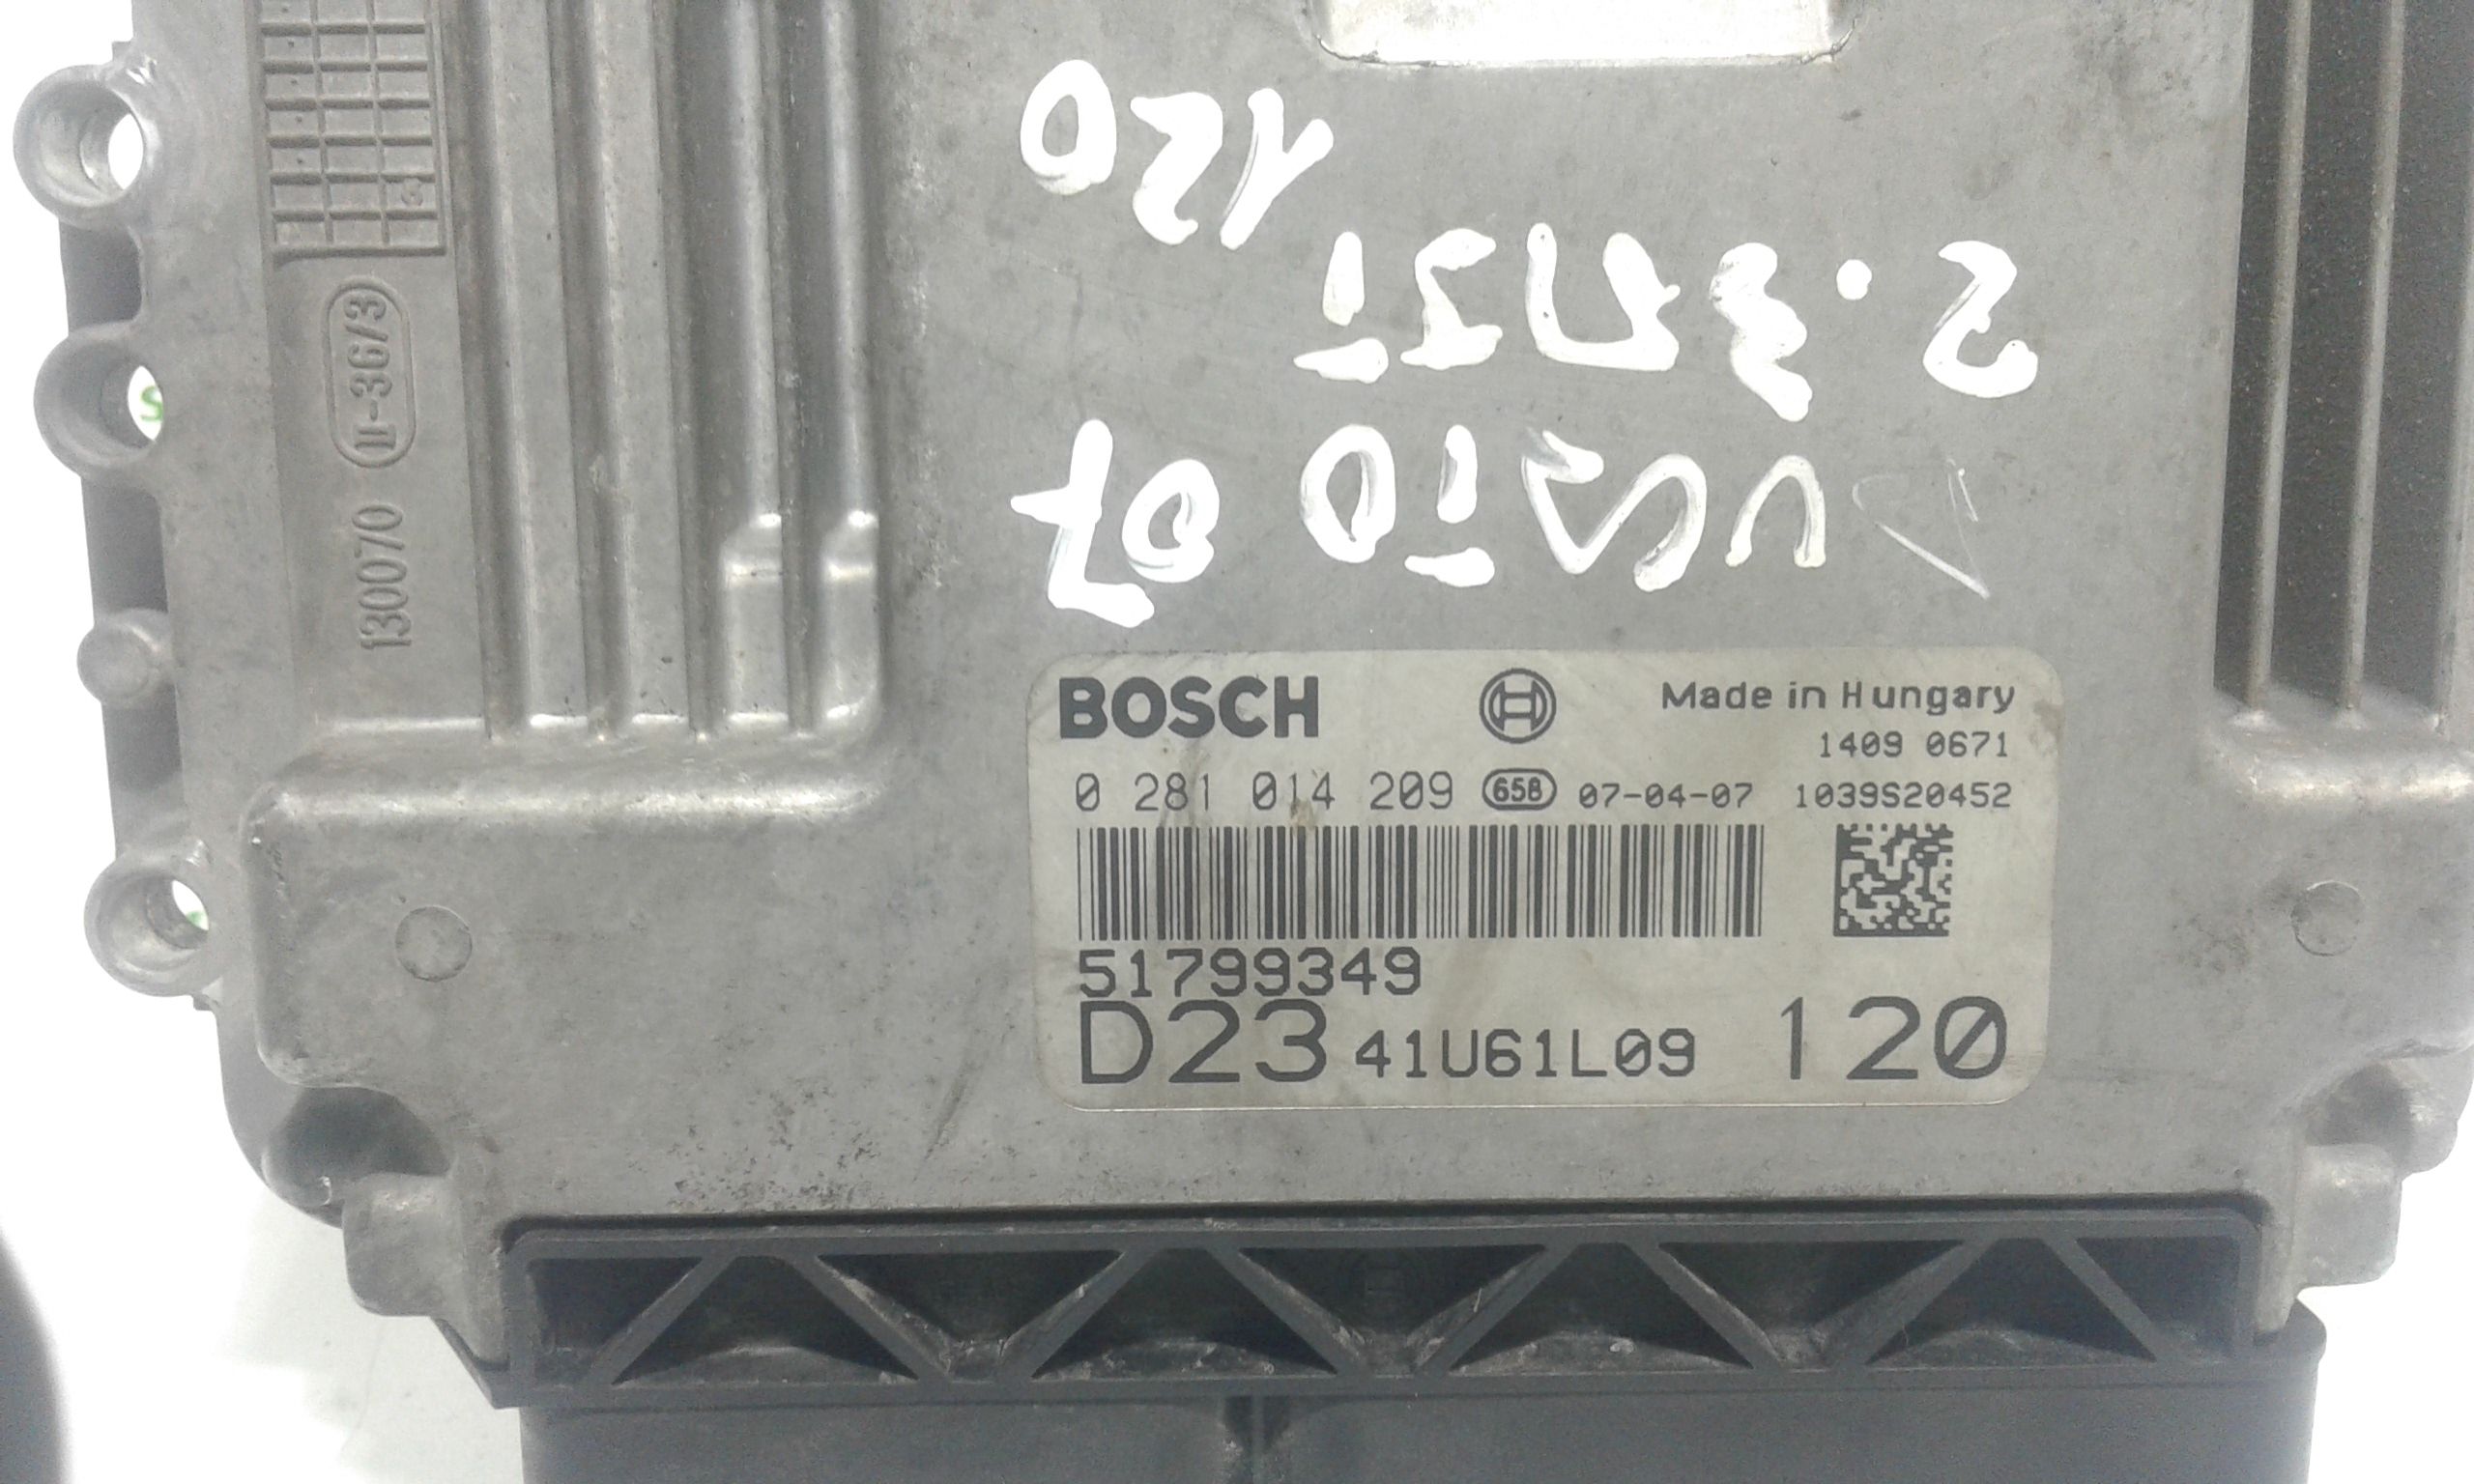 BOSCH
Made in Hungary
1409 0671
0 281 014 209 658 07-04-07 1039S20452
51799349
D23 41U61L09 120
DUCATO 07
2.3MJT
120
130070 II-36/3
S